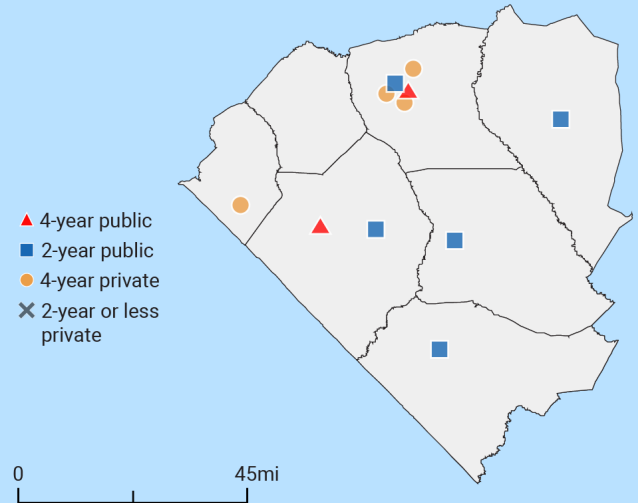 4-year public
2-year public
4-year private
2-year or less
private
0
45mi